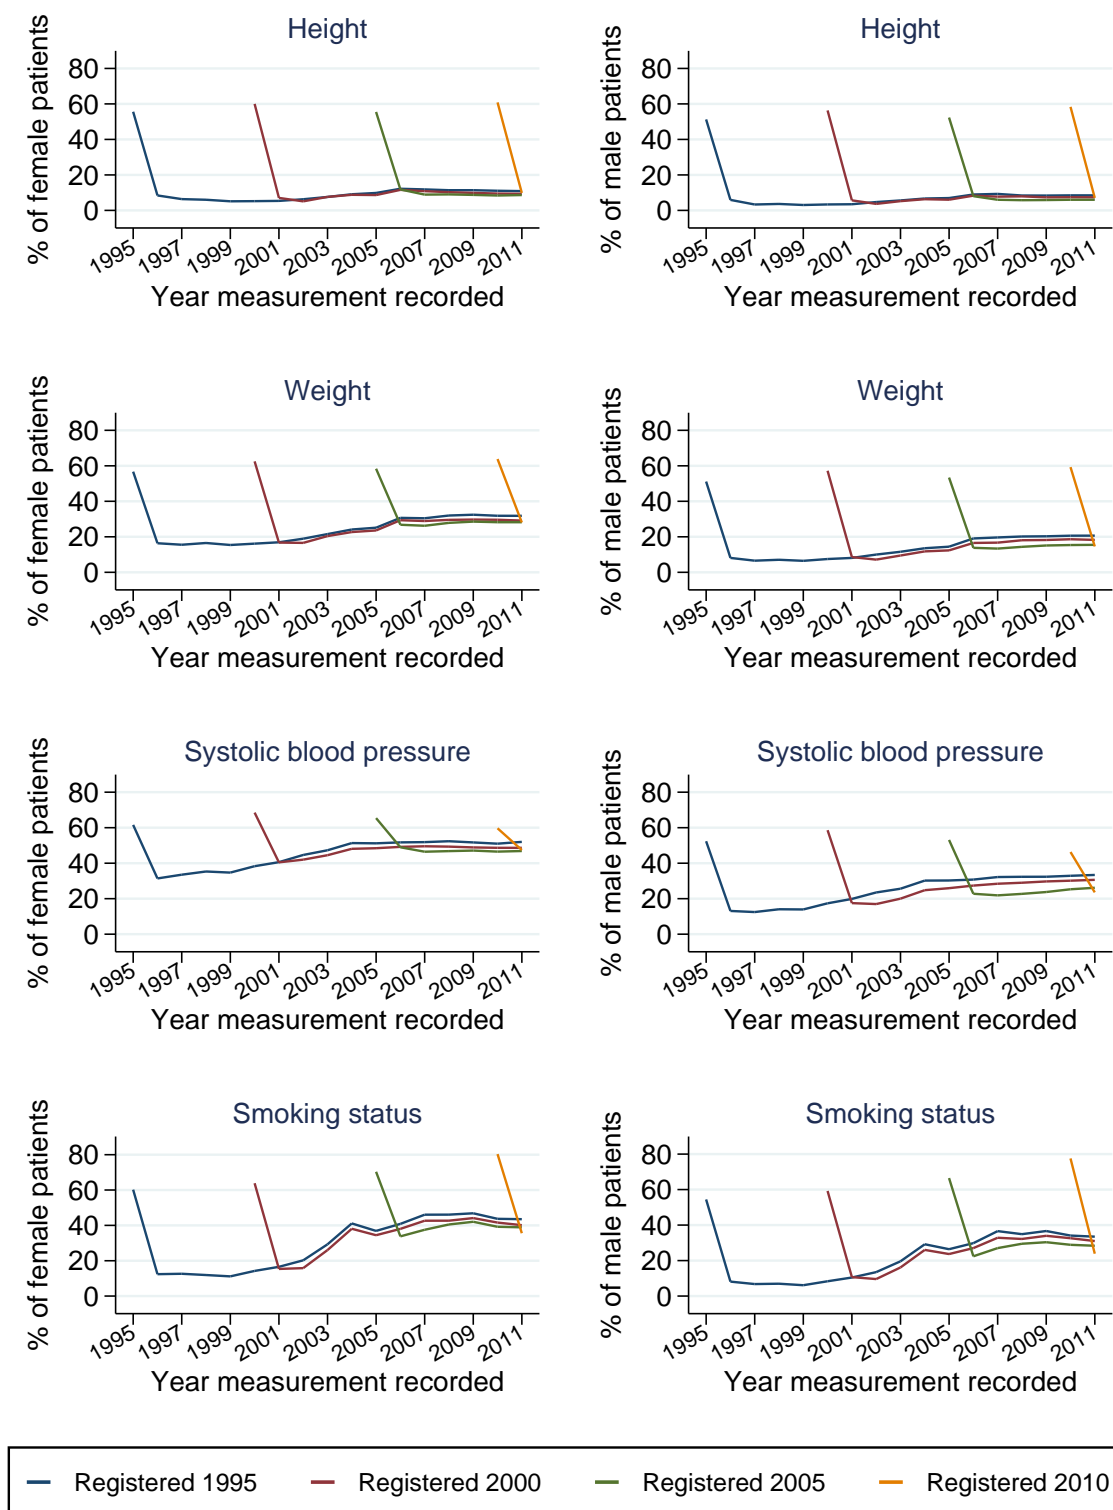 Height
% of female patients
80
60
40
20
0
1995 1997 1999 2001 2003 2005 2007 2009 2011
Year measurement recorded
Height
% of male patients
80
60
40
20
0
1995 1997 1999 2001 2003 2005 2007 2009 2011
Year measurement recorded
Weight
% of female patients
80
60
40
20
0
1995 1997 1999 2001 2003 2005 2007 2009 2011
Year measurement recorded
Weight
% of male patients
80
60
40
20
0
1995 1997 1999 2001 2003 2005 2007 2009 2011
Year measurement recorded
Systolic blood pressure
% of female patients
80
60
40
20
0
1995 1997 1999 2001 2003 2005 2007 2009 2011
Year measurement recorded
Systolic blood pressure
% of male patients
80
60
40
20
0
1995 1997 1999 2001 2003 2005 2007 2009 2011
Year measurement recorded
Smoking status
% of female patients
80
60
40
20
0
1995 1997 1999 2001 2003 2005 2007 2009 2011
Year measurement recorded
Smoking status
% of male patients
80
60
40
20
0
1995 1997 1999 2001 2003 2005 2007 2009 2011
Year measurement recorded
Registered 1995 Registered 2000 Registered 2005 Registered 2010